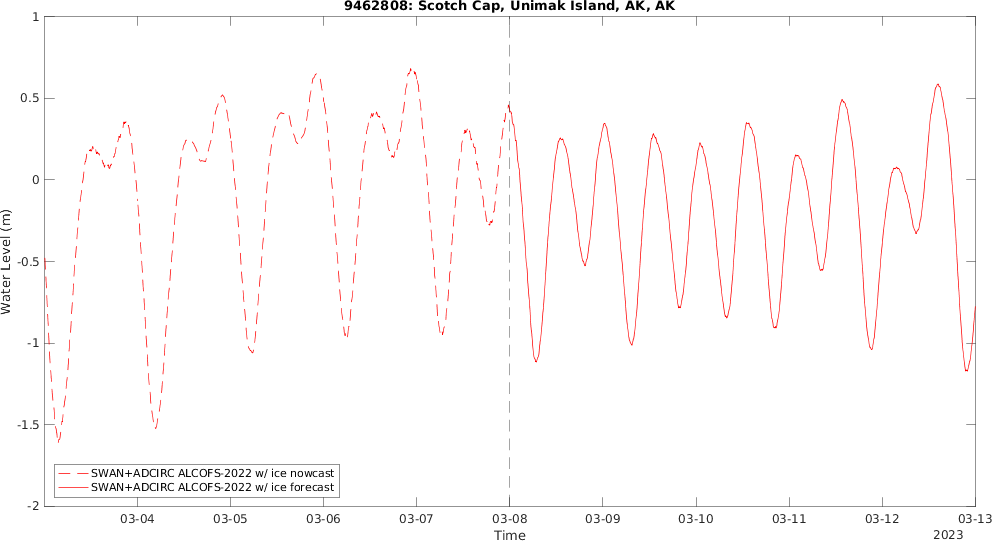 9462808: Scotch Cap, Unimak Island, AK, AK
1
0.5
0
-0.5
-1
-1.5
-2
Water Level (m)
SWAN+ADCIRC ALCOFS-2022 w/ ice nowcast
SWAN+ADCIRC ALCOFS-2022 w/ ice forecast
03-04 03-05 03-06 03-07 03-08 03-09 03-10 03-11 03-12 03-13
Time
2023